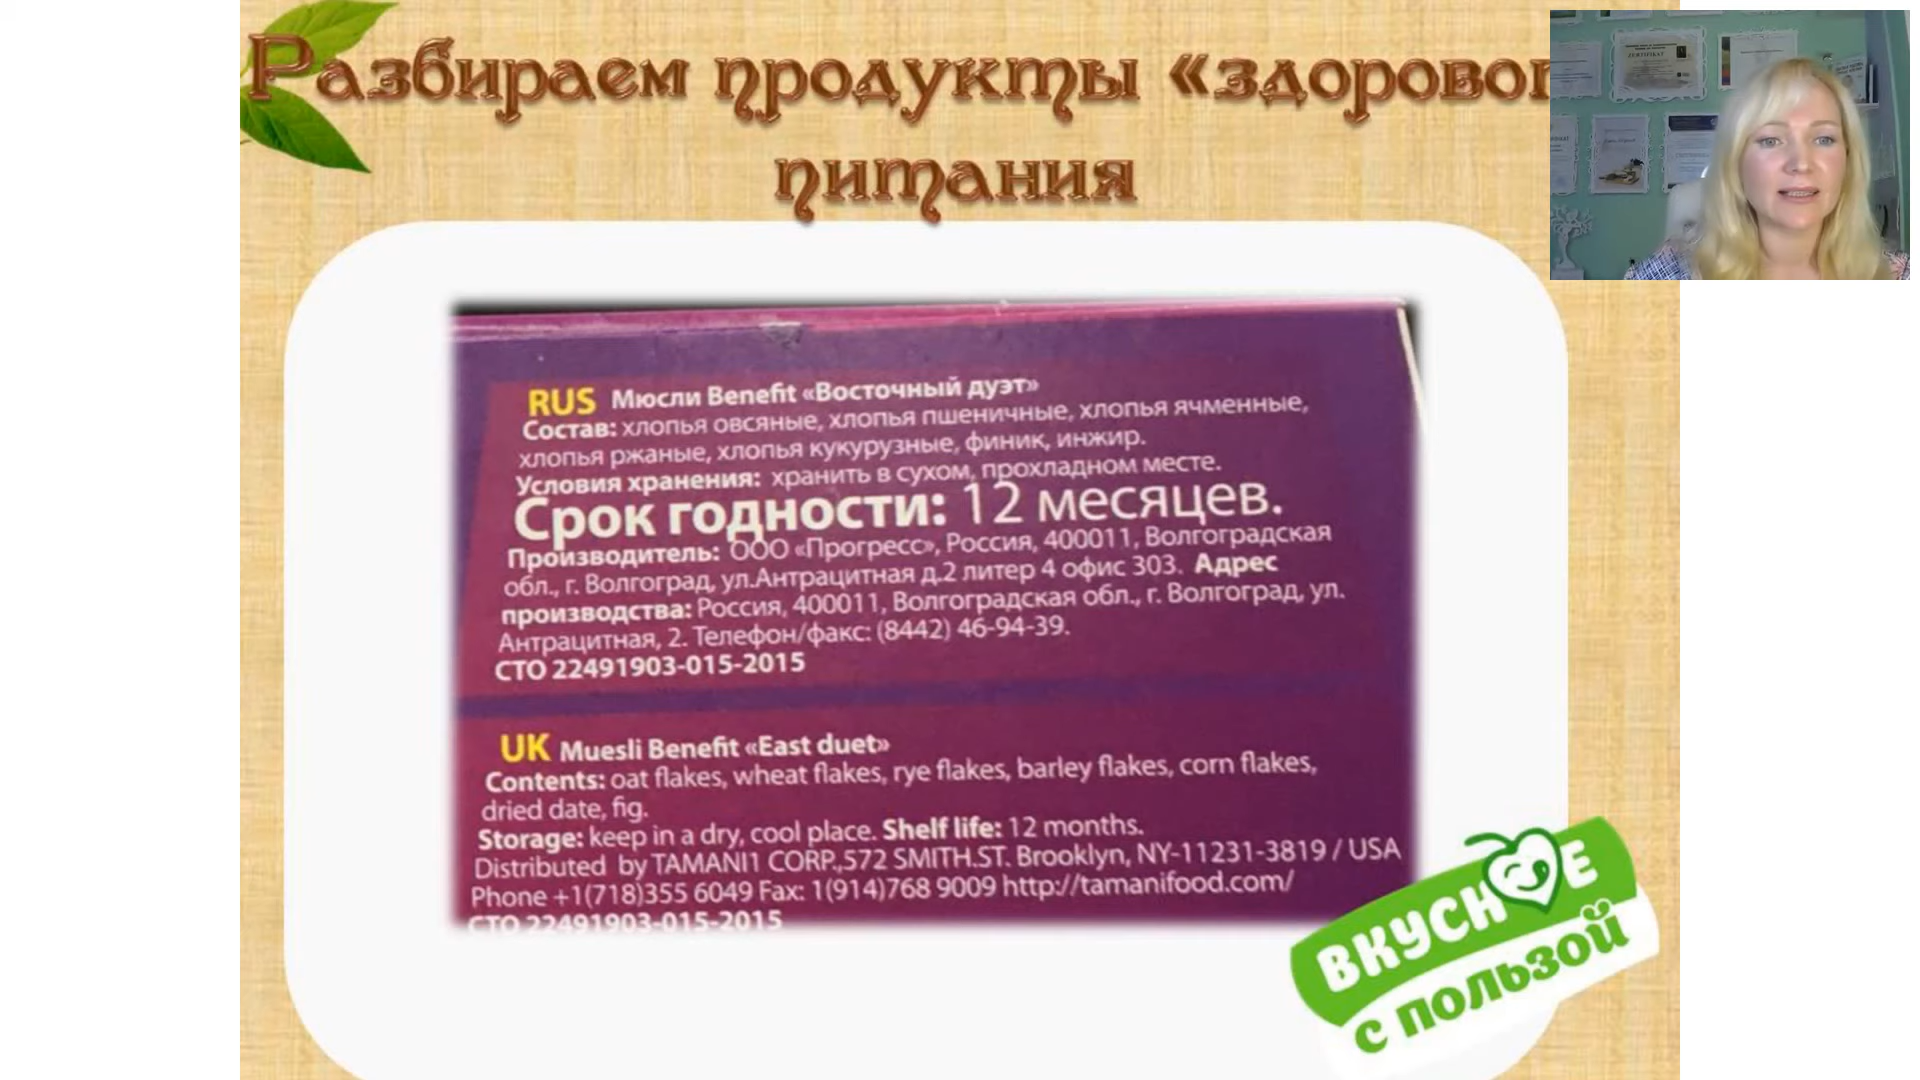 Разбираем продукты «здоровог
питания
RUS Мюсли Benefit «Восточный дуэт»
Состав: хлопья овсяные, хлопья пшеничные, хлопья ячменные,
хлопья ржаные, хлопья кукурузные, финик, инжир.
Условия хранения: хранить в сухом, прохладном месте.
Срок годности: 12 месяцев.
Производитель: ООО «Прогресс», Россия, 400011, Волгоградская
обл., г. Волгоград, ул.Антрацитная д.2 литер 4 офис 303. Адрес
производства: Россия, 400011, Волгоградская обл., г. Волгоград, ул.
Антрацитная, 2. Телефон/факс: (8442) 46-94-39.
СТО 22491903-015-2015
UK Muesli Benefit «East duet»
Contents: oat flakes, wheat flakes, rye flakes, barley flakes, corn flakes,
dried date, fig.
Storage: keep in a dry, cool place. Shelf life: 12 months.
Distributed by TAMANI1 CORP.,572 SMITH.ST. Brooklyn, NY-11231-3819 / USA
Phone +1(718)355 6049 Fax: 1(914)768 9009 http://tamanifood.com/
СТО 22491903-015-2015
ВКУСНОЕ
с пользой